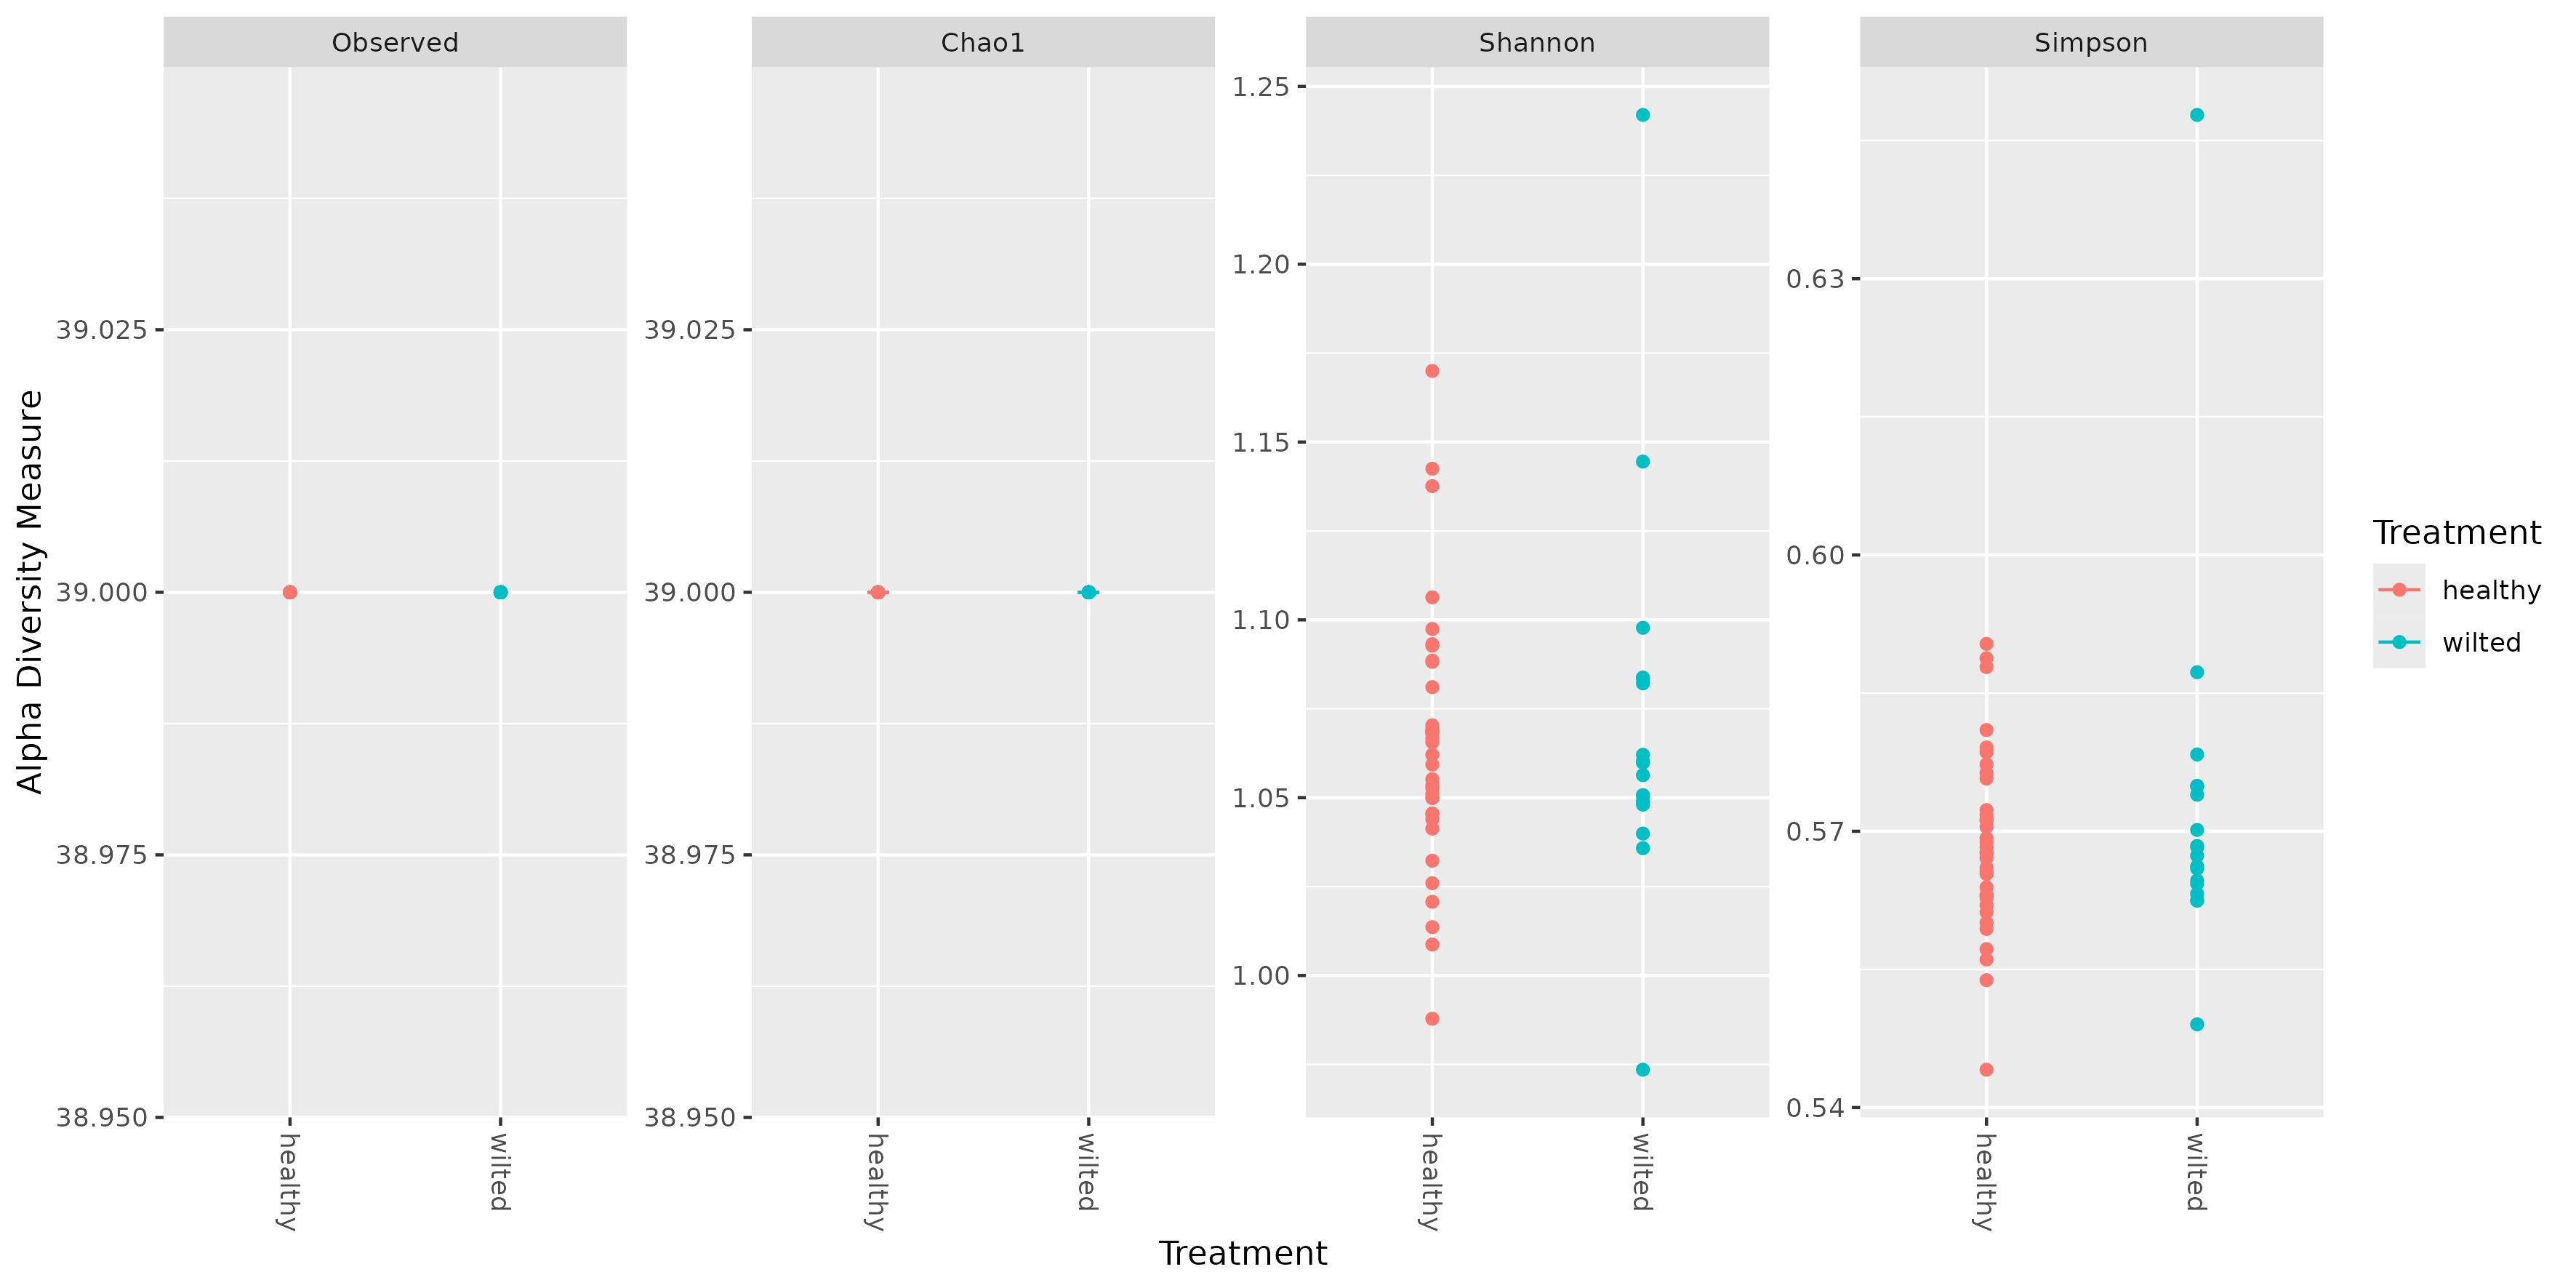 Observed
Chao1
Shannon
Simpson
Alpha Diversity Measure
39.025
39.000
38.975
38.950
39.025
39.000
38.975
38.950
1.25
1.20
1.15
1.10
1.05
1.00
0.63
0.60
0.57
0.54
healthy
wilted
healthy
wilted
healthy
wilted
healthy
wilted
Treatment
Treatment
healthy
wilted